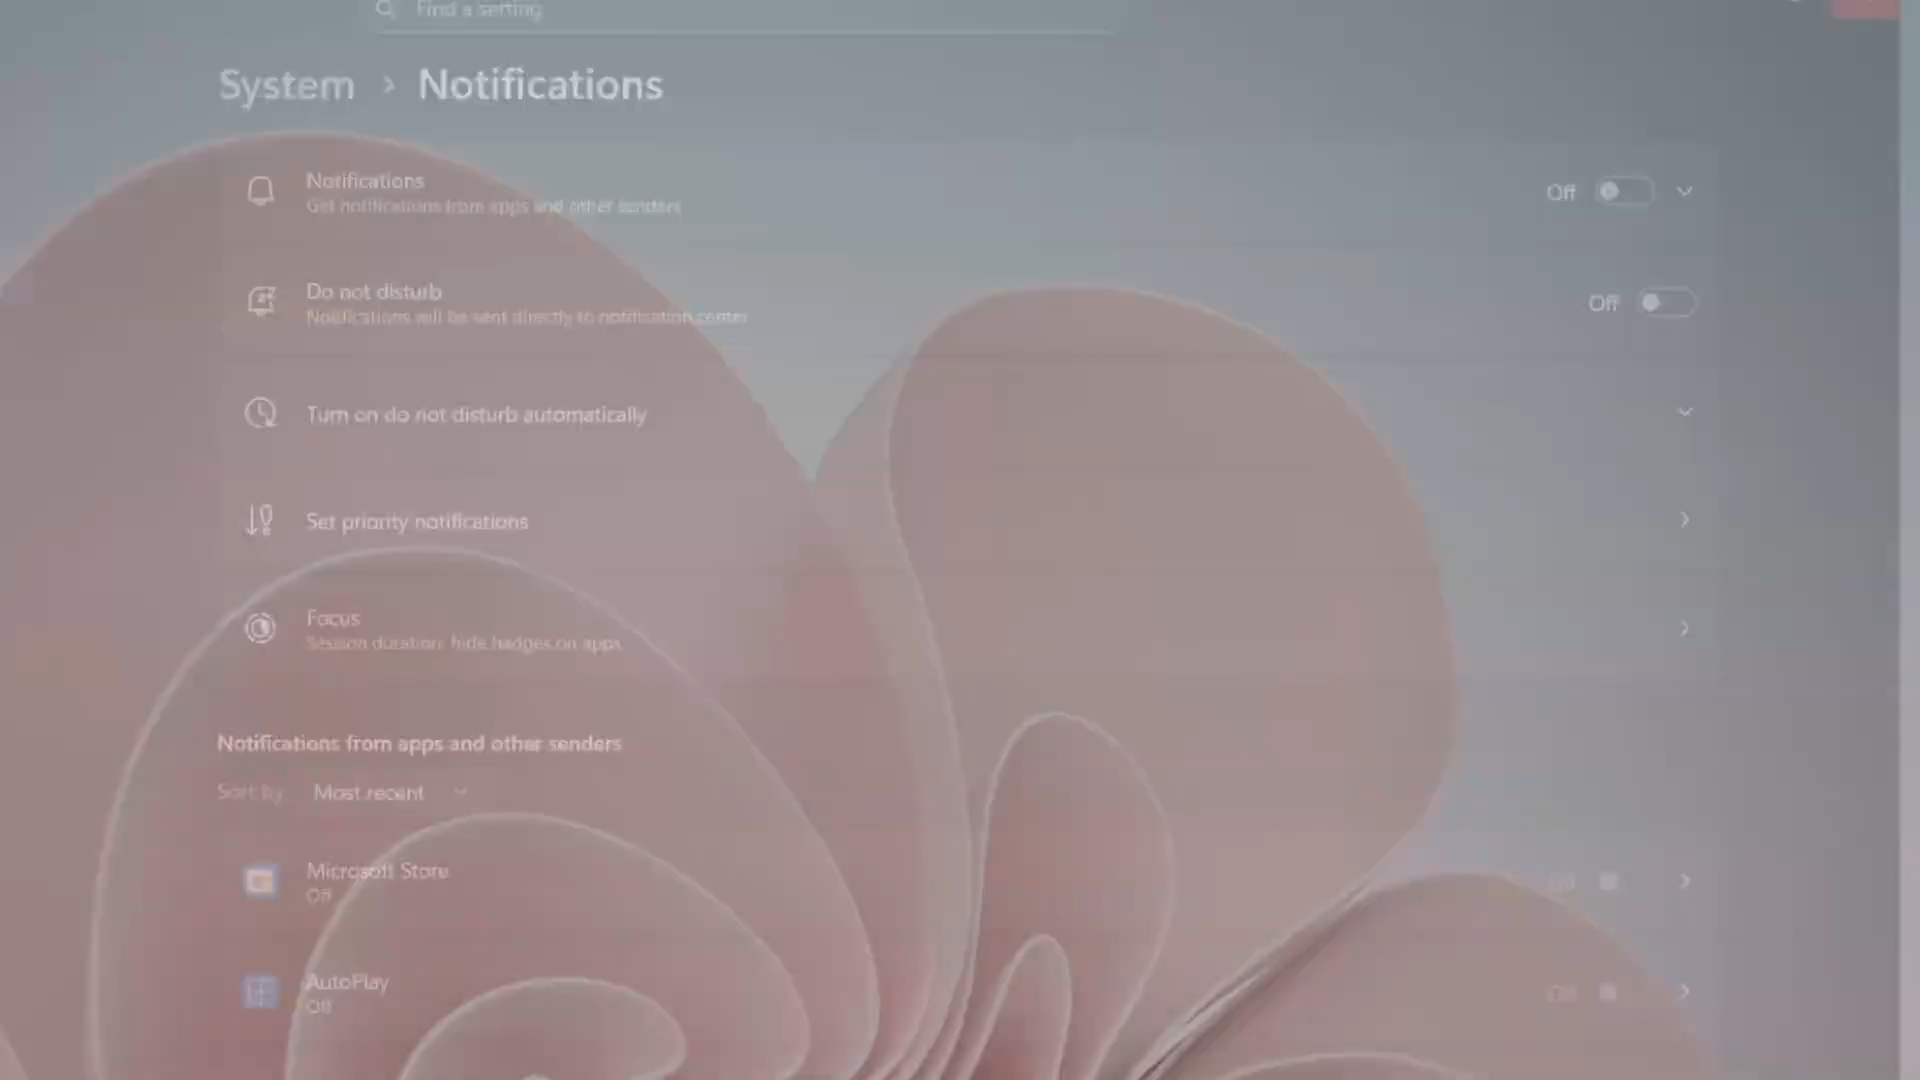 Find a setting
System > Notifications
Notifications
Get notifications from apps and other senders
Off
Do not disturb
Notifications will be sent directly to notification center
Off
Turn on do not disturb automatically
Set priority notifications
Focus
Session duration, hide badges on apps
Notifications from apps and other senders
Sort by: Most recent
Microsoft Store
Off
Off
AutoPlay
Off
Off